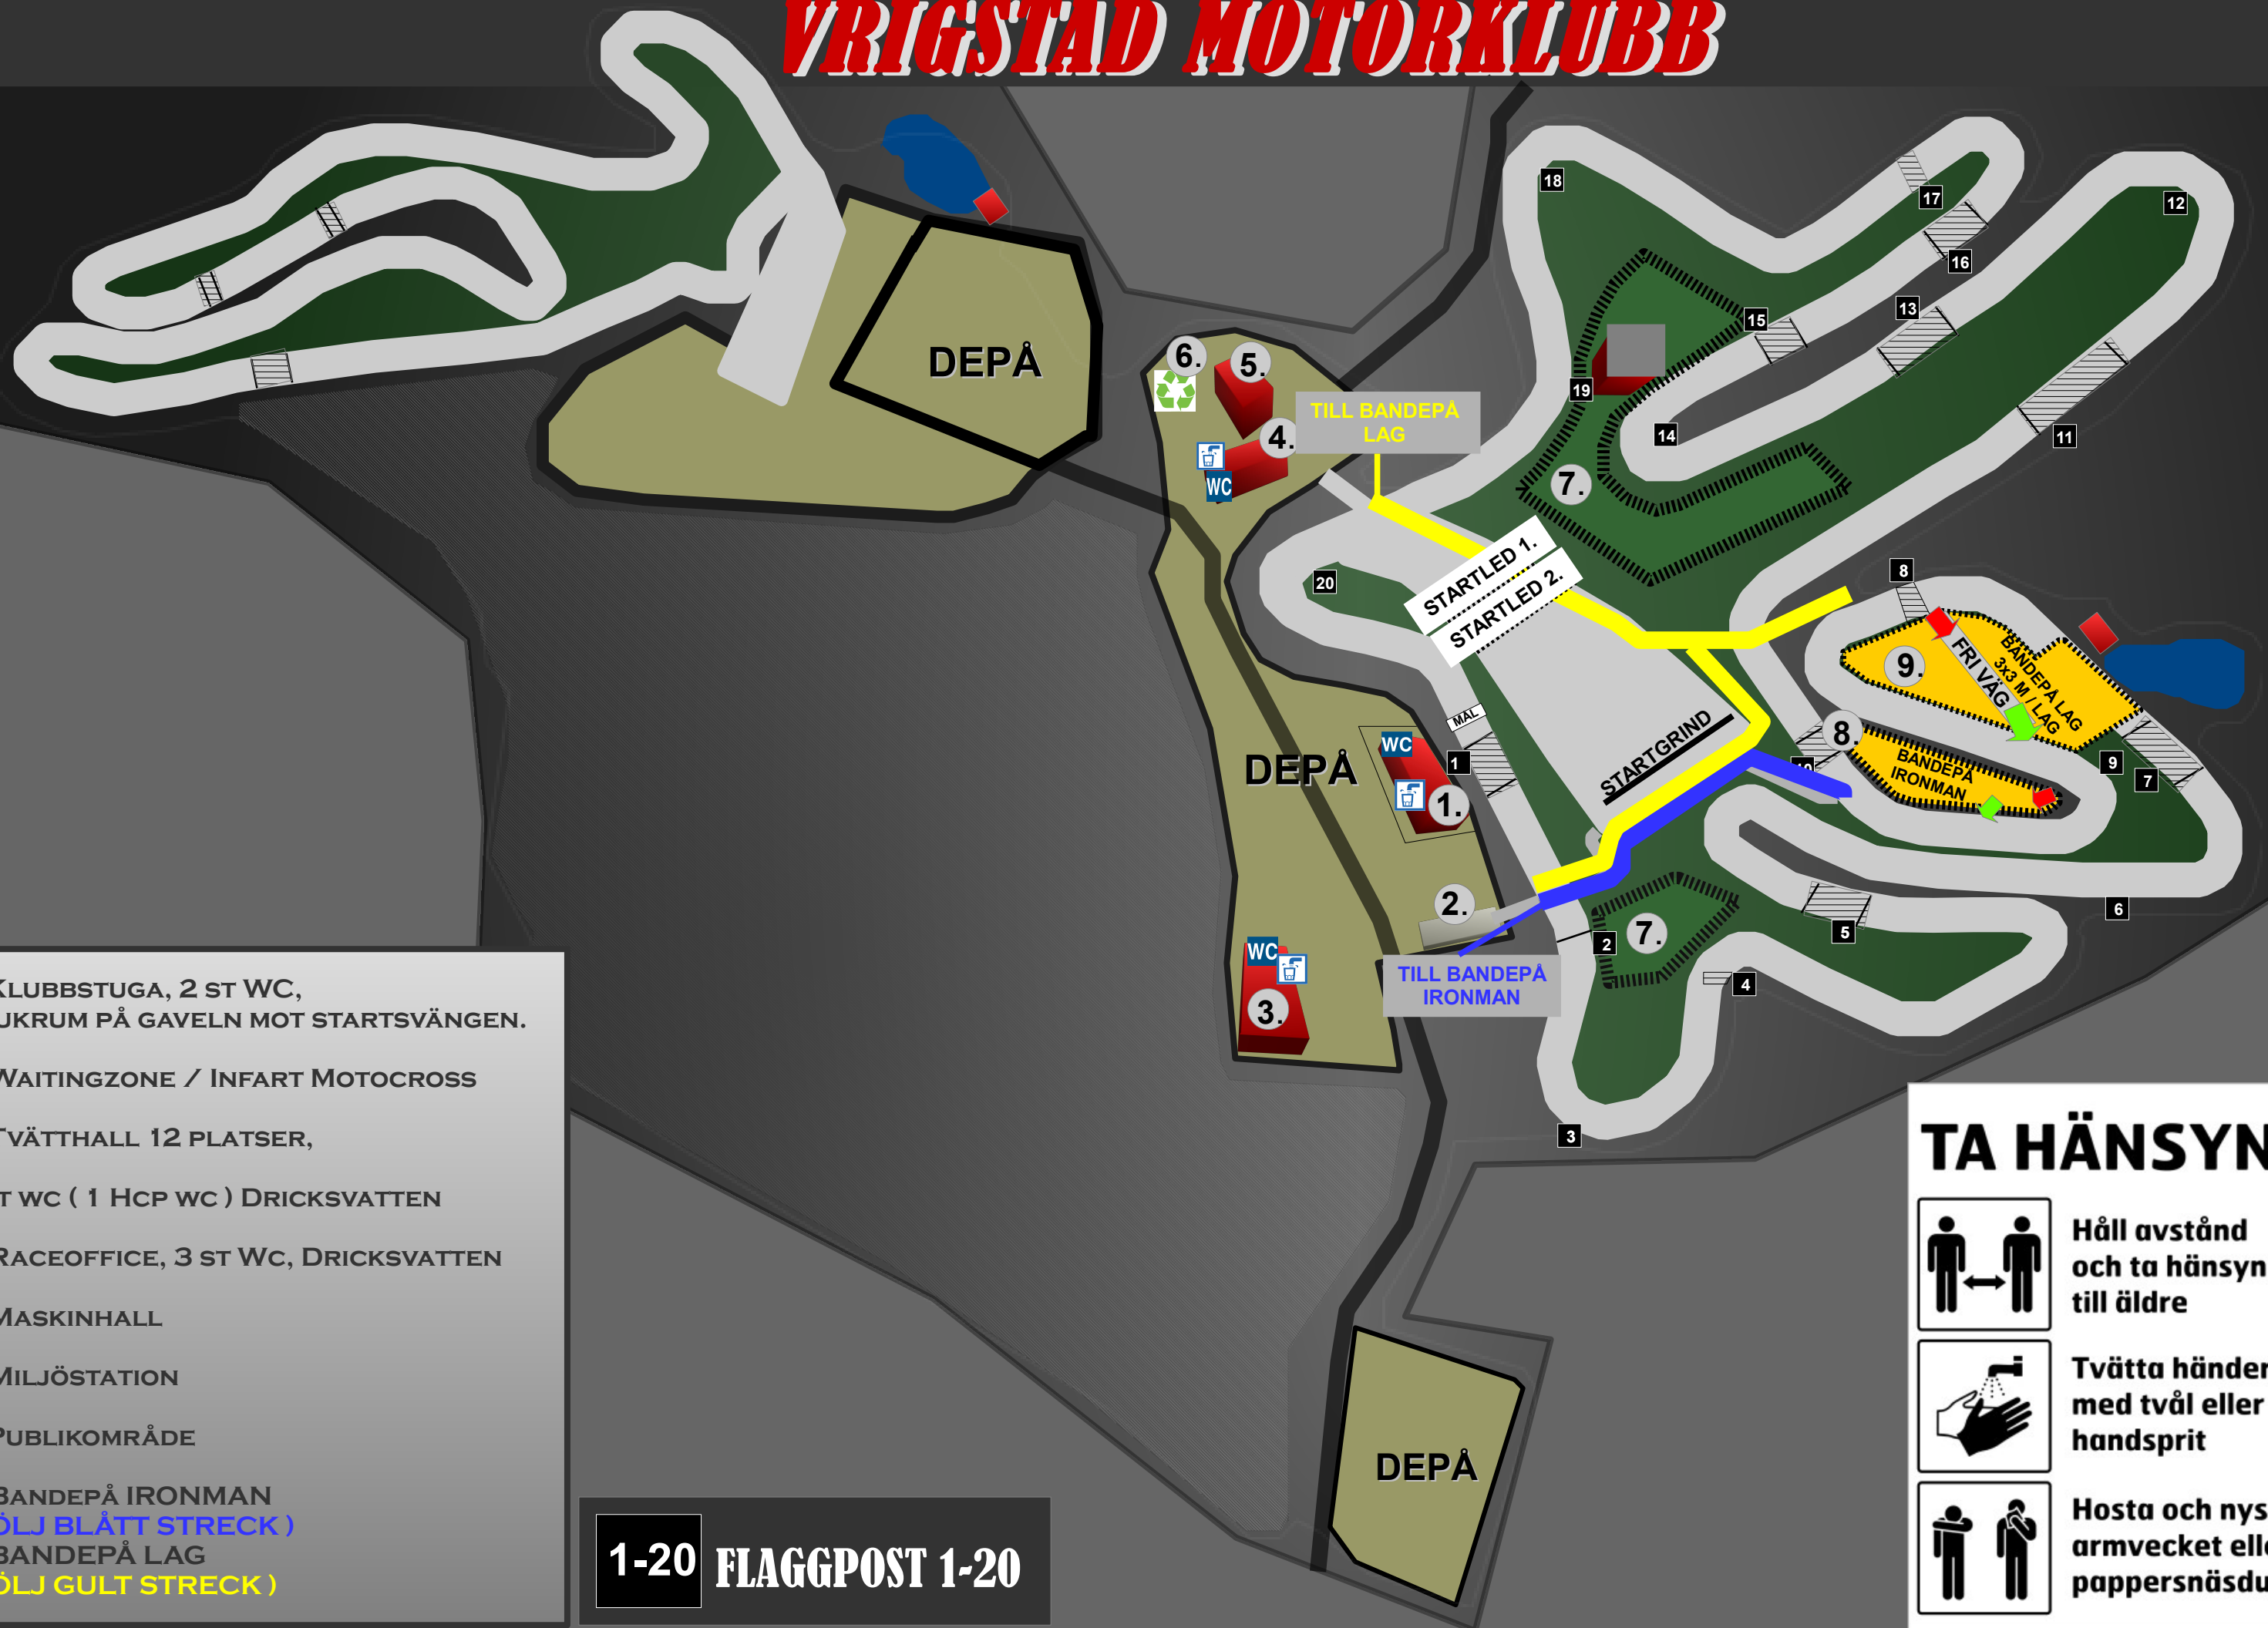 VRIGSTAD MOTORKLUBB
18
17
12
16
13
15
DEPÅ
6.
5.
19
TILL BANDEPÅ
LAG
14
11
4.
WC
7.
STARTLED 1.
STARTLED 2.
20
8
9.
FRI VÄG
BANDEPÅ LAG
3x3 M / LAG
MÅL
STARTGRIND
8.
BANDEPÅ
IRONMAN
9
7
10
DEPÅ
WC
1
1.
2.
6
5
2
7.
4
WC
3.
TILL BANDEPÅ
IRONMAN
3
KLUBBSTUGA, 2 ST WC,
UKRUM PÅ GAVELN MOT STARTSVÄNGEN.
WAITINGZONE / INFART MOTOCROSS
TVÄTTHALL 12 PLATSER,
T WC ( 1 HCP WC ) DRICKSVATTEN
RACEOFFICE, 3 ST WC, DRICKSVATTEN
MASKINHALL
MILJÖSTATION
PUBLIKOMRÅDE
BANDEPÅ IRONMAN
ÖLJ BLÅTT STRECK )
BANDEPÅ LAG
ÖLJ GULT STRECK )
1-20 FLAGGPOST 1-20
DEPÅ
TA HÄNSYN
Håll avstånd
och ta hänsyn
till äldre
Tvätta händer
med tvål eller
handsprit
Hosta och nys
armvecket elle
pappersnäsdu